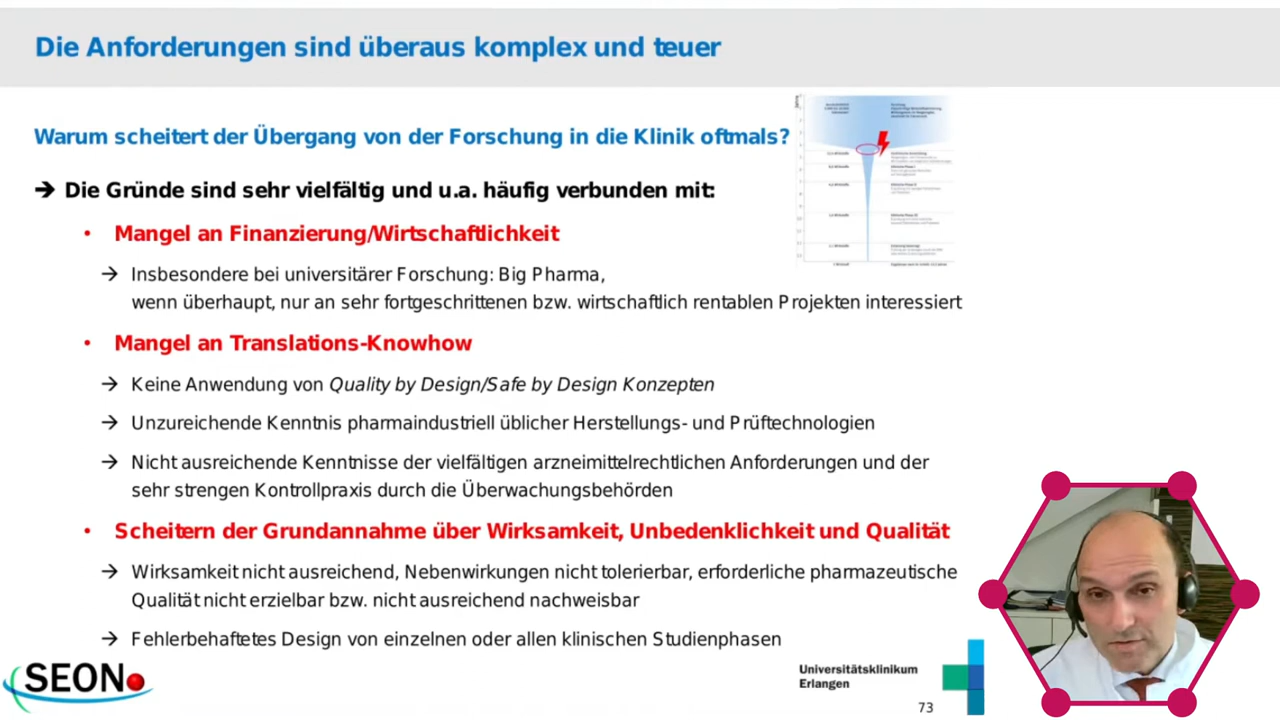 Die Anforderungen sind überaus komplex und teuer
Warum scheitert der Übergang von der Forschung in die Klinik oftmals?
➔ Die Gründe sind sehr vielfältig und u.a. häufig verbunden mit:
• Mangel an Finanzierung/Wirtschaftlichkeit
→ Insbesondere bei universitärer Forschung: Big Pharma,
wenn überhaupt, nur an sehr fortgeschrittenen bzw. wirtschaftlich rentablen Projekten interessiert
• Mangel an Translations-Knowhow
→ Keine Anwendung von Quality by Design/Safe by Design Konzepten
→ Unzureichende Kenntnis pharmaindustriell üblicher Herstellungs- und Prüftechnologien
→ Nicht ausreichende Kenntnisse der vielfältigen arzneimittelrechtlichen Anforderungen und der
sehr strengen Kontrollpraxis durch die Überwachungsbehörden
• Scheitern der Grundannahme über Wirksamkeit, Unbedenklichkeit und Qualität
→ Wirksamkeit nicht ausreichend, Nebenwirkungen nicht tolerierbar, erforderliche pharmazeutische
Qualität nicht erzielbar bzw. nicht ausreichend nachweisbar
→ Fehlerbehaftetes Design von einzelnen oder allen klinischen Studienphasen
SEON
Universitätsklinikum
Erlangen
73